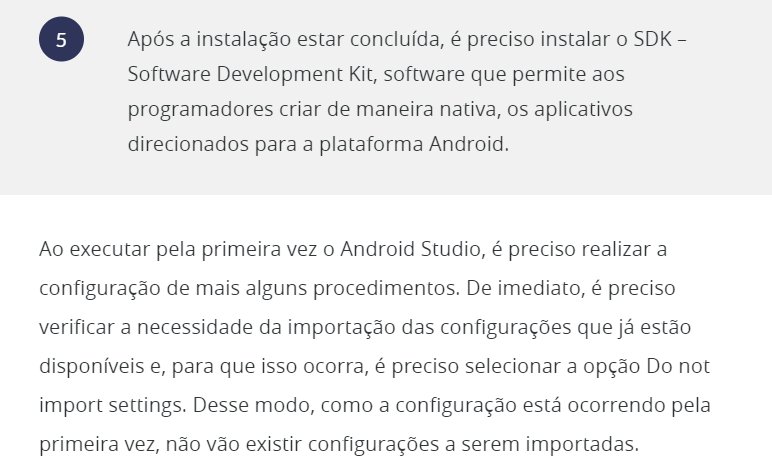 5
Após a instalação estar concluída, é preciso instalar o SDK –
Software Development Kit, software que permite aos
programadores criar de maneira nativa, os aplicativos
direcionados para a plataforma Android.
Ao executar pela primeira vez o Android Studio, é preciso realizar a
configuração de mais alguns procedimentos. De imediato, é preciso
verificar a necessidade da importação das configurações que já estão
disponíveis e, para que isso ocorra, é preciso selecionar a opção Do not
import settings. Desse modo, como a configuração está ocorrendo pela
primeira vez, não vão existir configurações a serem importadas.